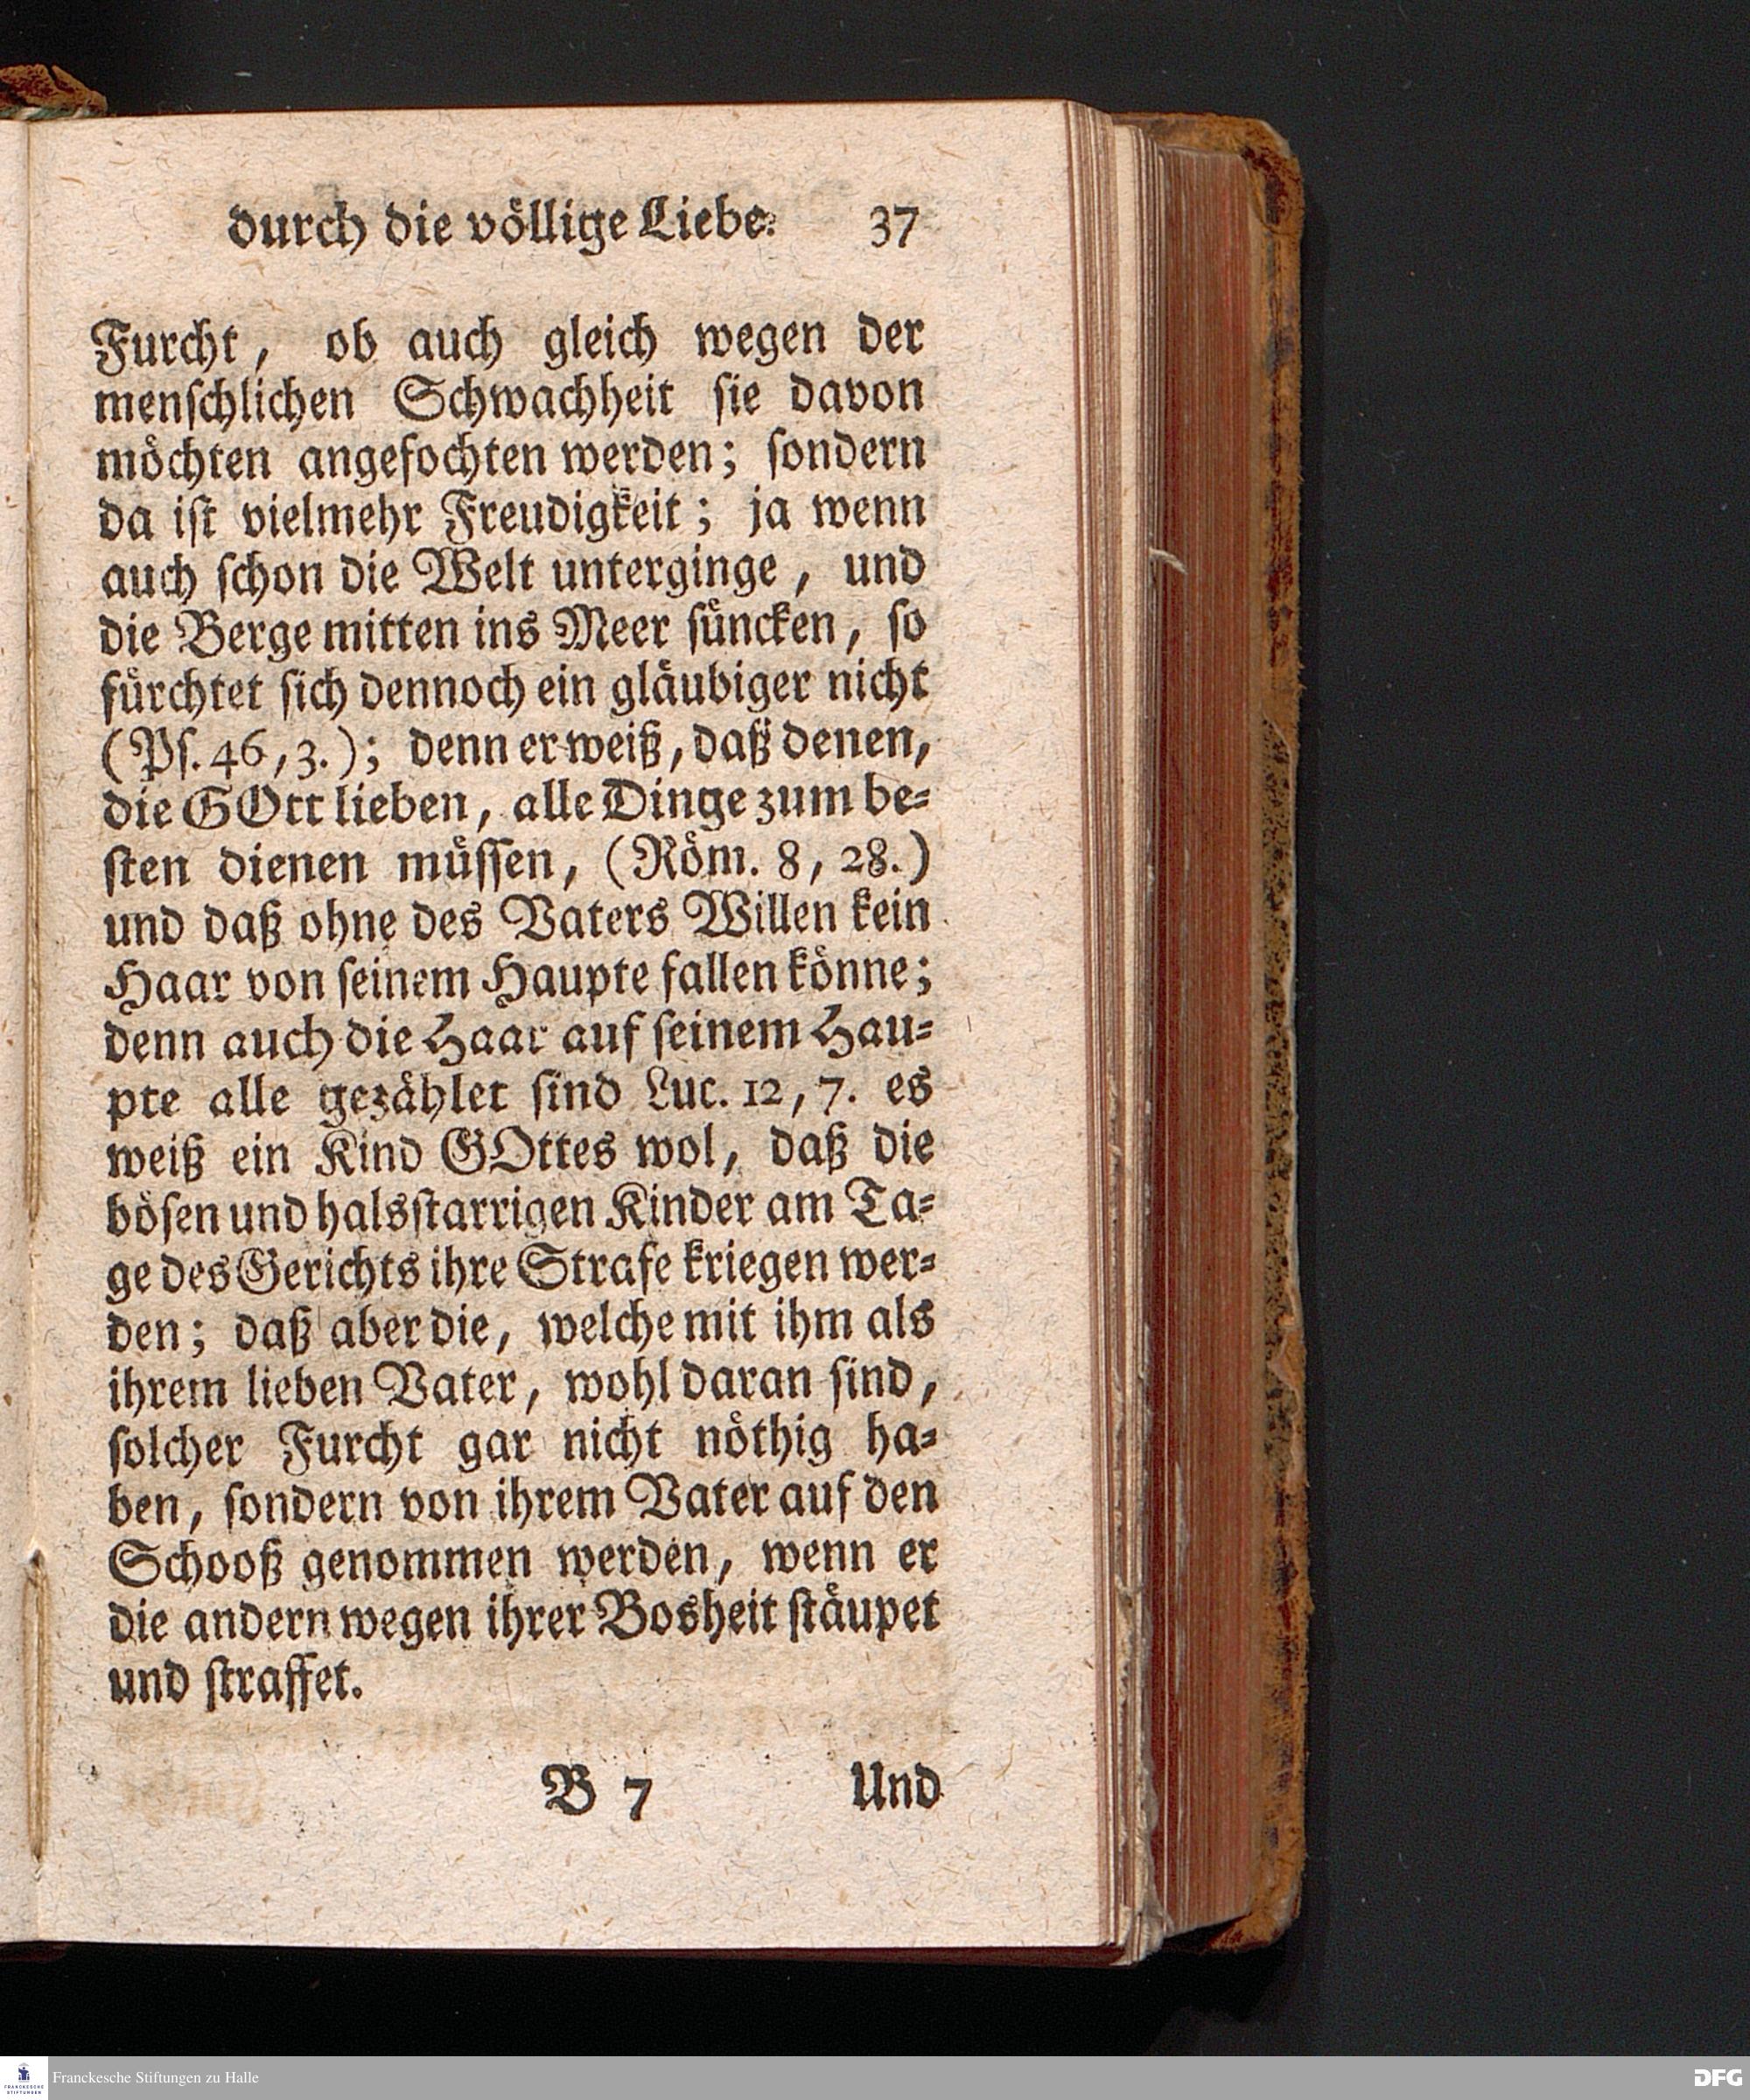 durch die völlige Liebe. 37
Furcht, ob auch gleich wegen der
menſchlichen Schwachheit ſie davon
möchten angefochten werden; ſondern
da iſt vielmehr Freudigkeit; ja wenn
auch ſchon die Welt unterginge, und
die Berge mitten ins Meer ſüncken, ſo
fürchtet ſich dennoch ein gläubiger nicht
(Pſ. 46, 3.); denn er weiß, daß denen,
die GOtt lieben, alle Dinge zum be⸗
ſten dienen müſſen, (Röm. 8, 28.)
und daß ohne des Vaters Willen kein
Haar von ſeinem Haupte fallen könne;
denn auch die Haar auf ſeinem Hau⸗
pte alle gezählet ſind Luc. 12, 7. es
weiß ein Kind GOttes wol, daß die
böſen und halsſtarrigen Kinder am Ta⸗
ge des Gerichts ihre Strafe kriegen wer⸗
den; daß aber die, welche mit ihm als
ihrem lieben Vater, wohl daran ſind,
ſolcher Furcht gar nicht nöthig ha⸗
ben, ſondern von ihrem Vater auf den
Schooß genommen werden, wenn er
die andern wegen ihrer Bosheit ſtäupet
und ſtraffet.
B 7 Und
FRANCKESCHE
STIFTUNGEN
Franckesche Stiftungen zu Halle
DFG